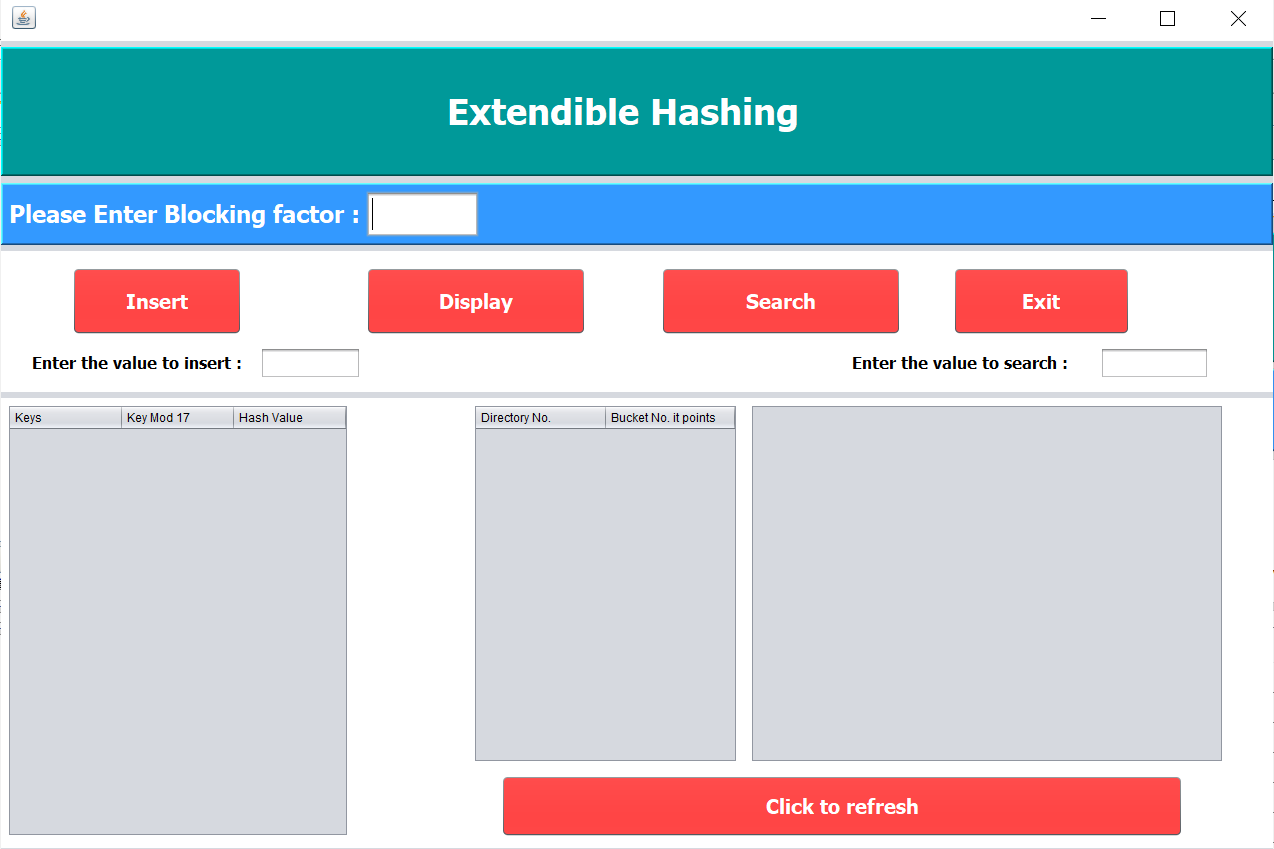 Extendible Hashing
Please Enter Blocking factor :
Insert Display Search Exit
Enter the value to insert : Enter the value to search :
Keys Key Mod 17 Hash Value Directory No. Bucket No. it points
Click to refresh